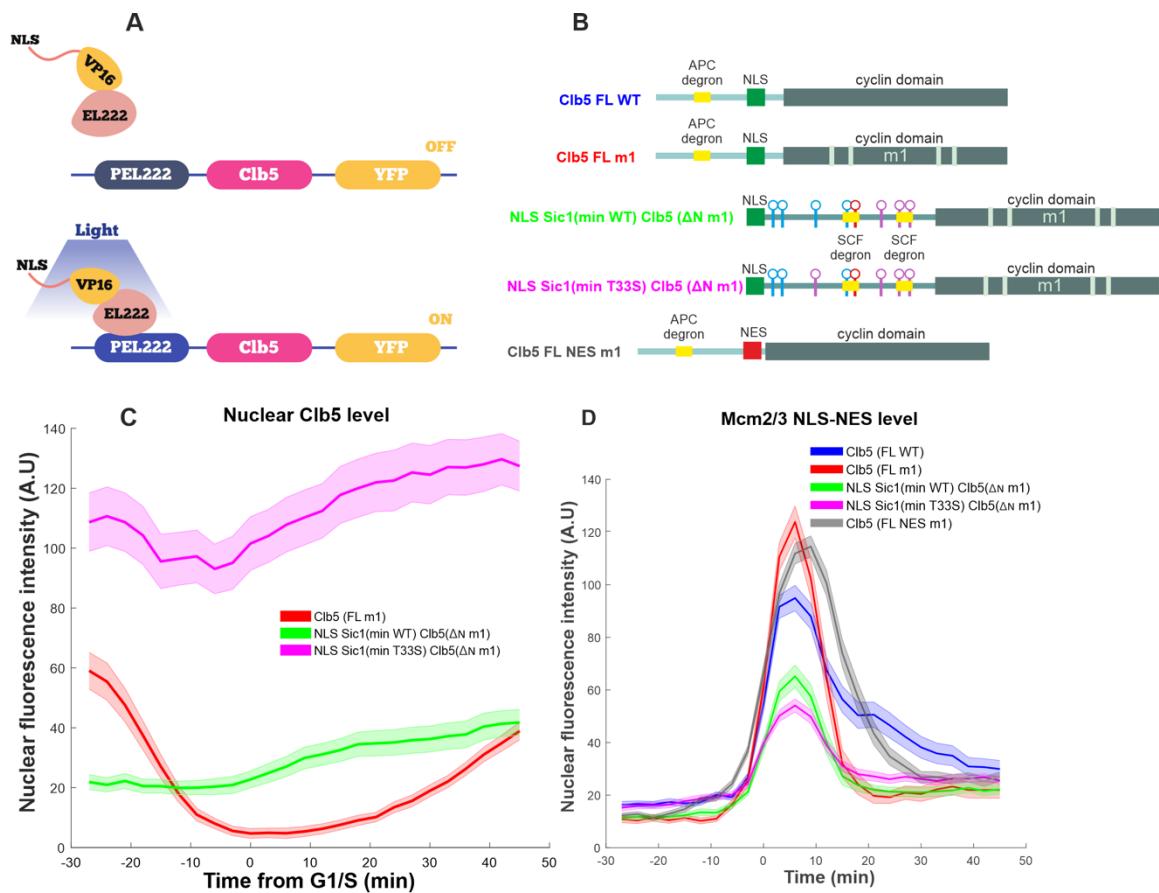 A
NLS
VP16
EL222
OFF
PEL222
Clb5
YFP
Light
NLS
VP16
EL222
ON
PEL222
Clb5
YFP
B
APC
degron
NLS
cyclin domain
Clb5 FL WT
APC
degron
NLS
cyclin domain
Clb5 FL m1
m1
NLS
cyclin domain
NLS Sic1(min WT) Clb5 (ΔN m1)
m1
SCF
degron
SCF
degron
NLS
cyclin domain
NLS Sic1(min T33S) Clb5 (ΔN m1)
m1
APC
degron
NES
cyclin domain
Clb5 FL NES m1
C
Nuclear Clb5 level
Nuclear fluorescence intensity (A.U)
140
120
100
80
60
40
20
0
Clb5 (FL m1)
NLS Sic1(min WT) Clb5(ΔN m1)
NLS Sic1(min T33S) Clb5(ΔN m1)
-30 -20 -10 0 10 20 30 40 50
Time from G1/S (min)
D
Mcm2/3 NLS-NES level
Clb5 (FL WT)
Clb5 (FL m1)
NLS Sic1(min WT) Clb5(ΔN m1)
NLS Sic1(min T33S) Clb5(ΔN m1)
Clb5 (FL NES m1)
Nuclear fluorescence intensity (A.U)
140
120
100
80
60
40
20
0
-30 -20 -10 0 10 20 30 40 50
Time (min)